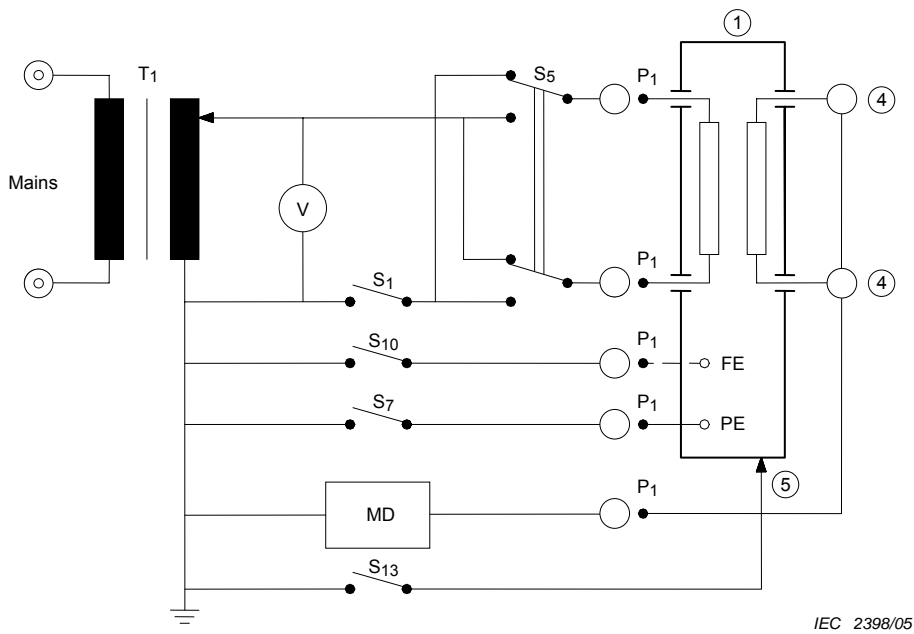 1
T1
S5
P1
4
Mains
V
P1
S1
4
P1
S10
FE
P1
S7
PE
P1
5
MD
S13
IEC 2398/05